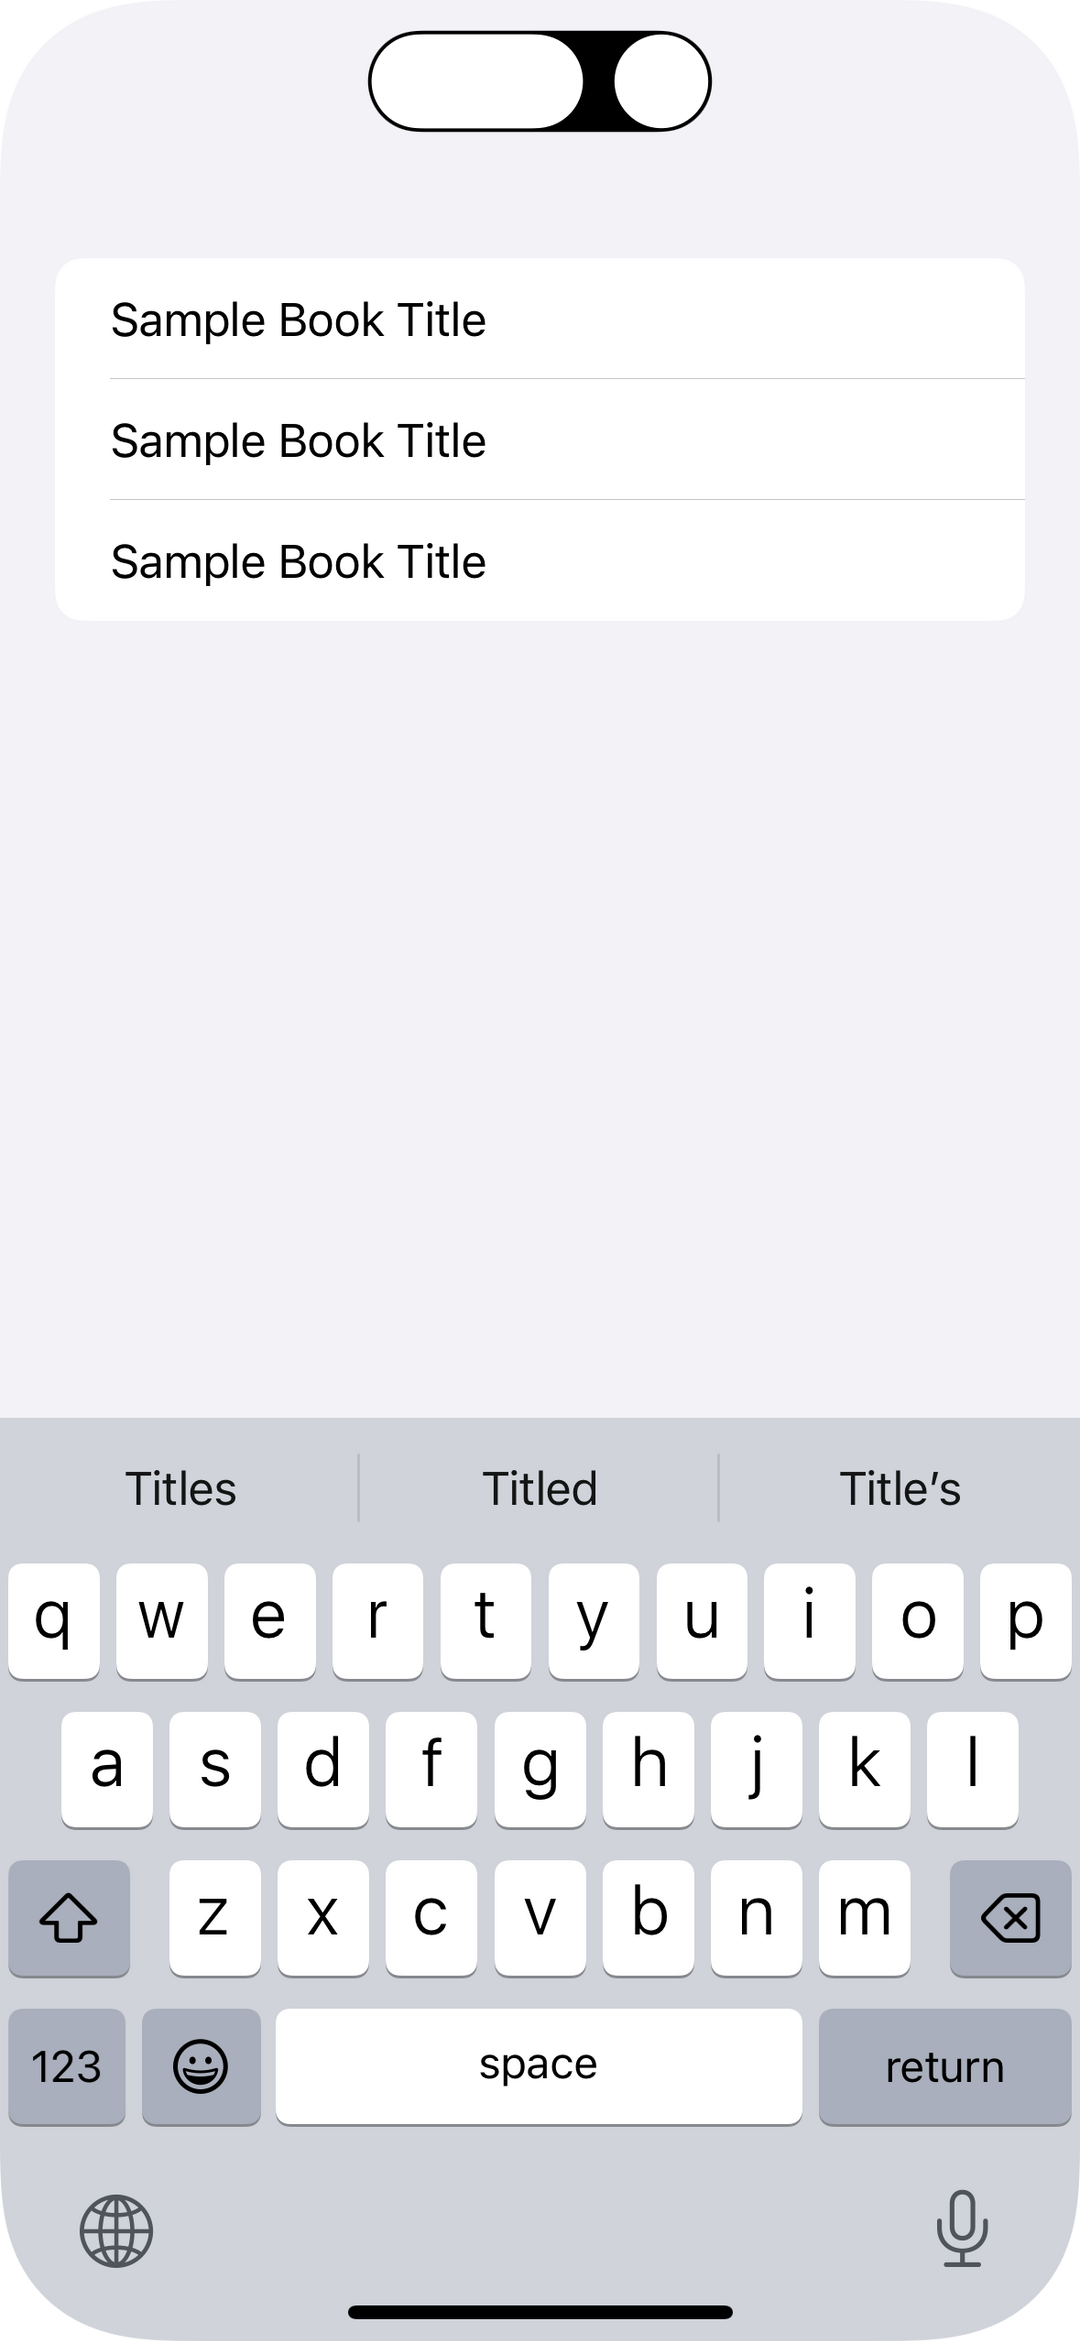 Sample Book Title
Sample Book Title
Sample Book Title
Titles Titled Title’s
q w e r t y u i o p
a s d f g h j k l
z x c v b n m
123 space return